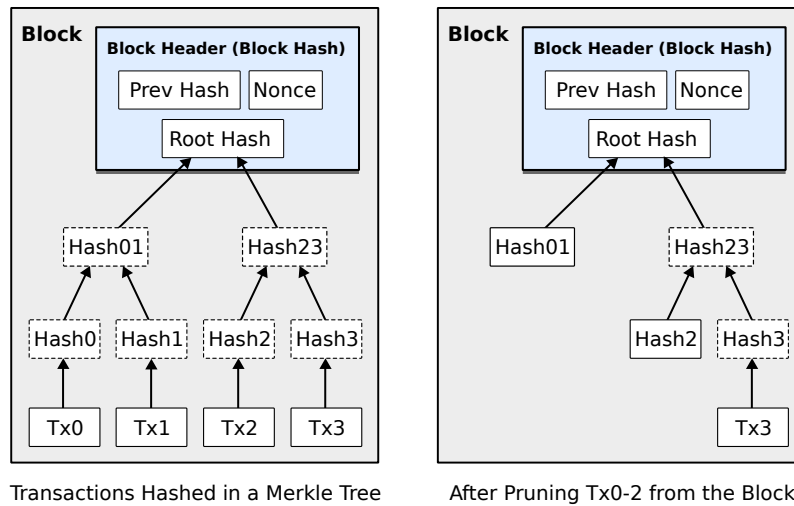 Block
Block Header (Block Hash)
Prev Hash
Nonce
Root Hash
Hash01
Hash23
Hash0
Hash1
Hash2
Hash3
Tx0
Tx1
Tx2
Tx3
Transactions Hashed in a Merkle Tree
Block
Block Header (Block Hash)
Prev Hash
Nonce
Root Hash
Hash01
Hash23
Hash2
Hash3
Tx3
After Pruning Tx0-2 from the Block